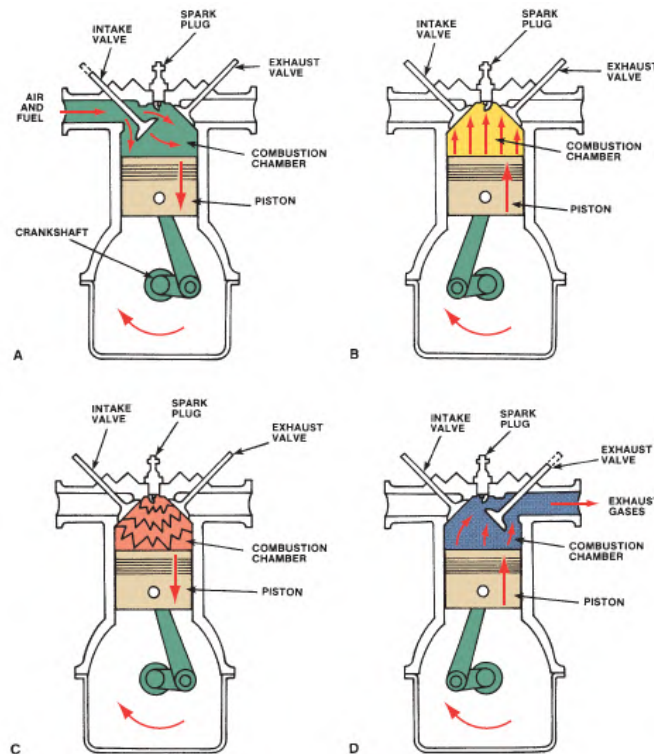 SPARK
PLUG
INTAKE
VALVE
EXHAUST
VALVE
AIR
AND
FUEL
COMBUSTION
CHAMBER
PISTON
CRANKSHAFT
A
SPARK
PLUG
INTAKE
VALVE
EXHAUST
VALVE
COMBUSTION
CHAMBER
PISTON
B
SPARK
PLUG
INTAKE
VALVE
EXHAUST
VALVE
COMBUSTION
CHAMBER
PISTON
C
SPARK
PLUG
INTAKE
VALVE
EXHAUST
VALVE
EXHAUST
GASES
COMBUSTION
CHAMBER
PISTON
D